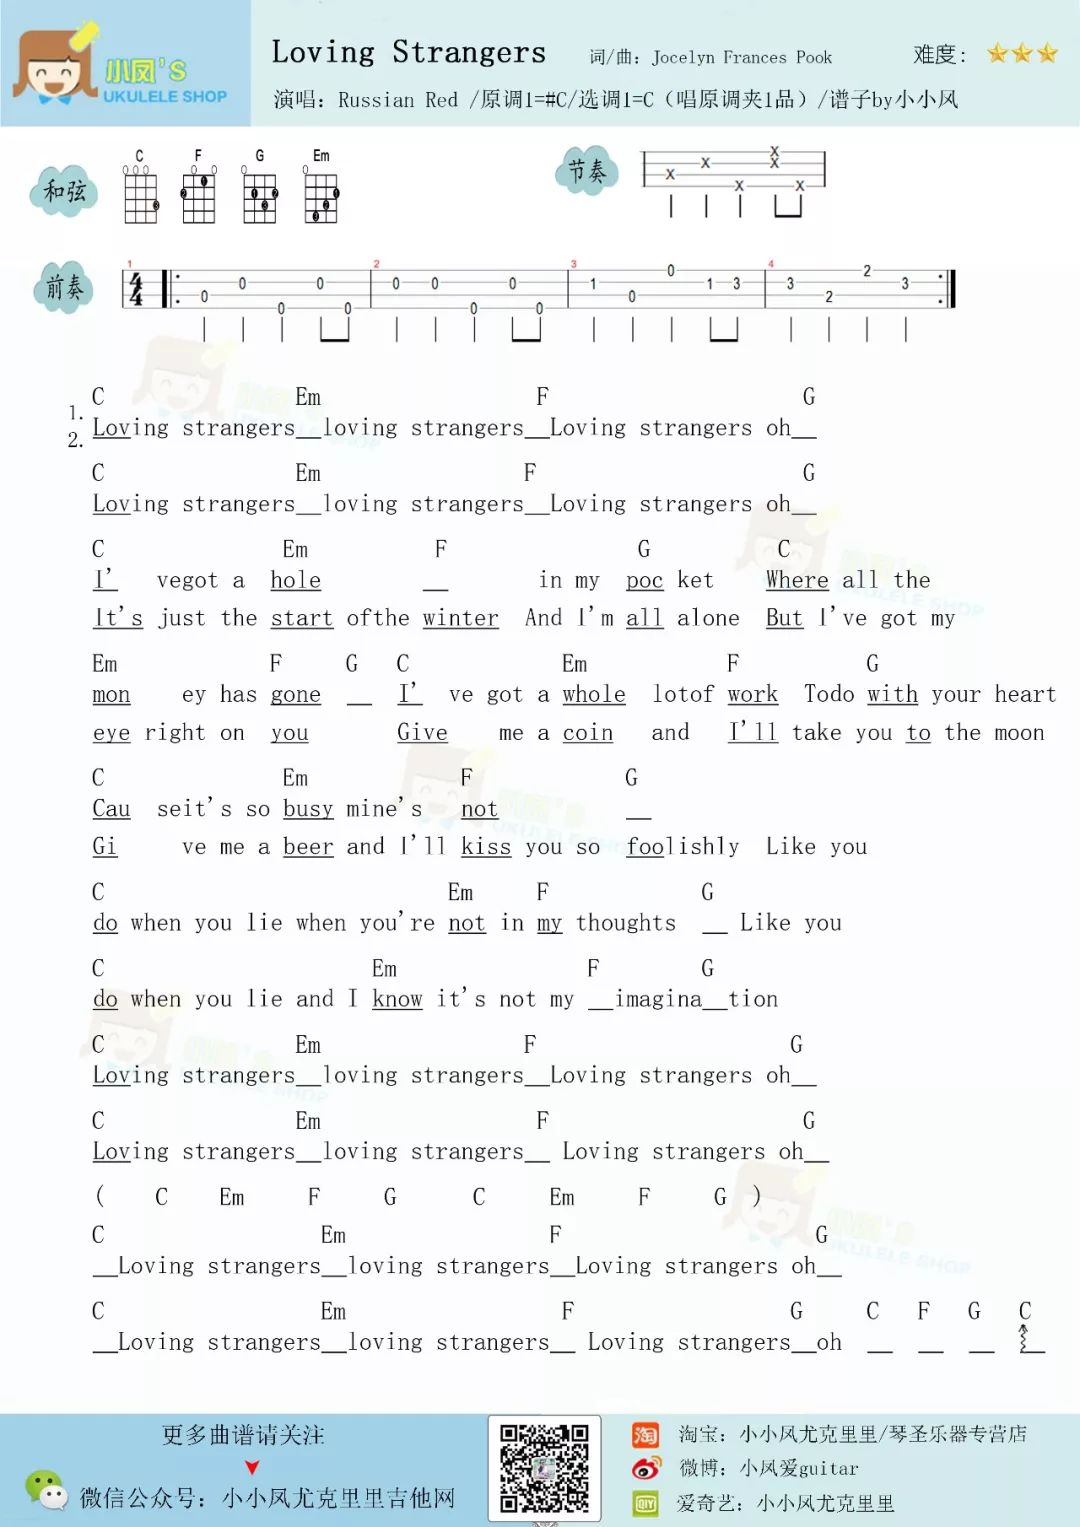 小凤's
UKULELE SHOP
Loving Strangers 词/曲: Jocelyn Frances Pook 难度:
演唱: Russian Red /原调1=#C/选调1=C（唱原调夹1品）/谱子by小小风
和弦 C F G Em 节奏
前奏
1 2 3 4
4/4
0 0 0 0 0 0 0 0 0 0 1 0 0 1 3 3 2 2 3
C Em F G
1.
2.
Loving strangers__loving strangers__Loving strangers oh__
C Em F G
Loving strangers__loving strangers__Loving strangers oh__
C Em F G C
I' vegot a hole __ in my poc ket Where all the
It's just the start ofthe winter And I'm all alone But I've got my
Em F G C Em F G
mon ey has gone __ I' ve got a whole lotof work Todo with your heart
eye right on you Give me a coin and I'll take you to the moon
C Em F G
Cau seit's so busy mine's not __
Gi ve me a beer and I'll kiss you so foolishly Like you
C Em F G
do when you lie when you're not in my thoughts __ Like you
C Em F G
do when you lie and I know it's not my __imagina__tion
C Em F G
Loving strangers__loving strangers__Loving strangers oh__
C Em F G
Loving strangers__loving strangers__ Loving strangers oh__
( C Em F G C Em F G )
C Em F G
__Loving strangers__loving strangers__Loving strangers oh__
C Em F G C F G C
__Loving strangers__loving strangers__ Loving strangers__oh __ __ __ __
更多曲谱请关注
微信公众号: 小小凤尤克里里吉他网
淘 淘宝: 小小凤尤克里里/琴圣乐器专营店
微博: 小凤爱guitar
QIY 爱奇艺: 小小凤尤克里里